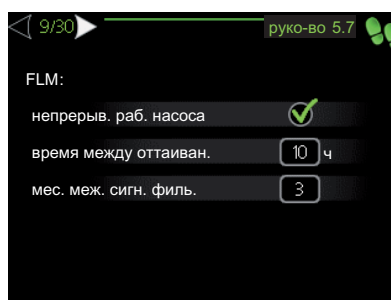 9/30
руко-во 5.7
FLM:
непрерыв. раб. насоса
время между оттаиван. 10 ч
мес. меж. сигн. филь. 3